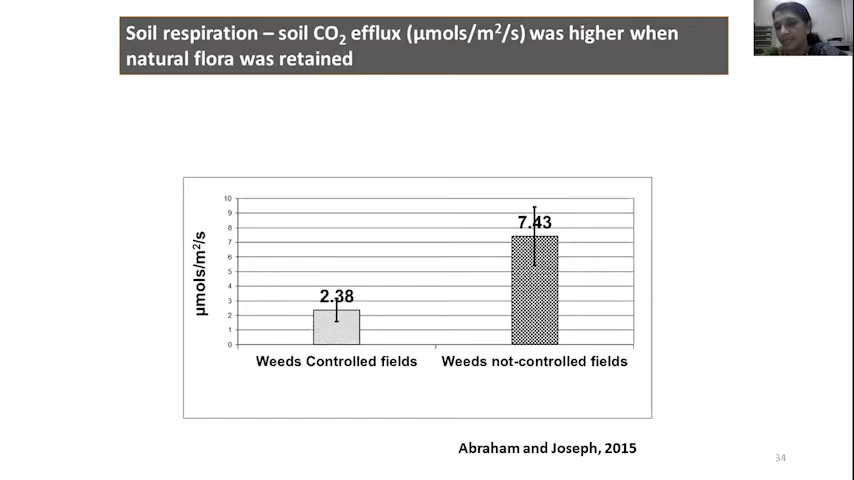 Soil respiration – soil CO₂ efflux (µmols/m²/s) was higher when
natural flora was retained
10
9
8
7
6
5
4
3
2
1
0
µmols/m²/s
2.38
7.43
Weeds Controlled fields
Weeds not-controlled fields
Abraham and Joseph, 2015
34